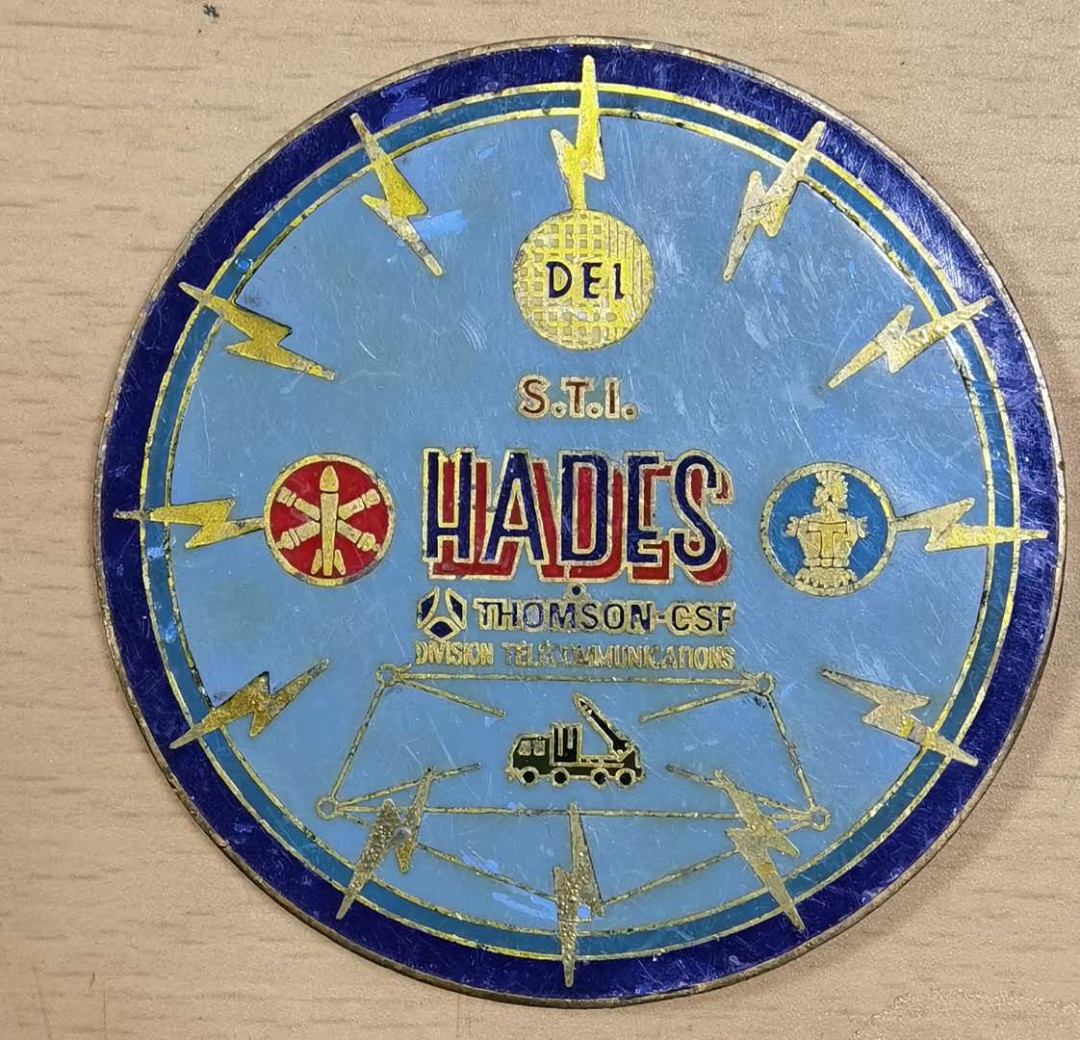 DEI
S.T.I.
HADES
THOMSON-CSF
DIVISION TELECOMMUNICATIONS